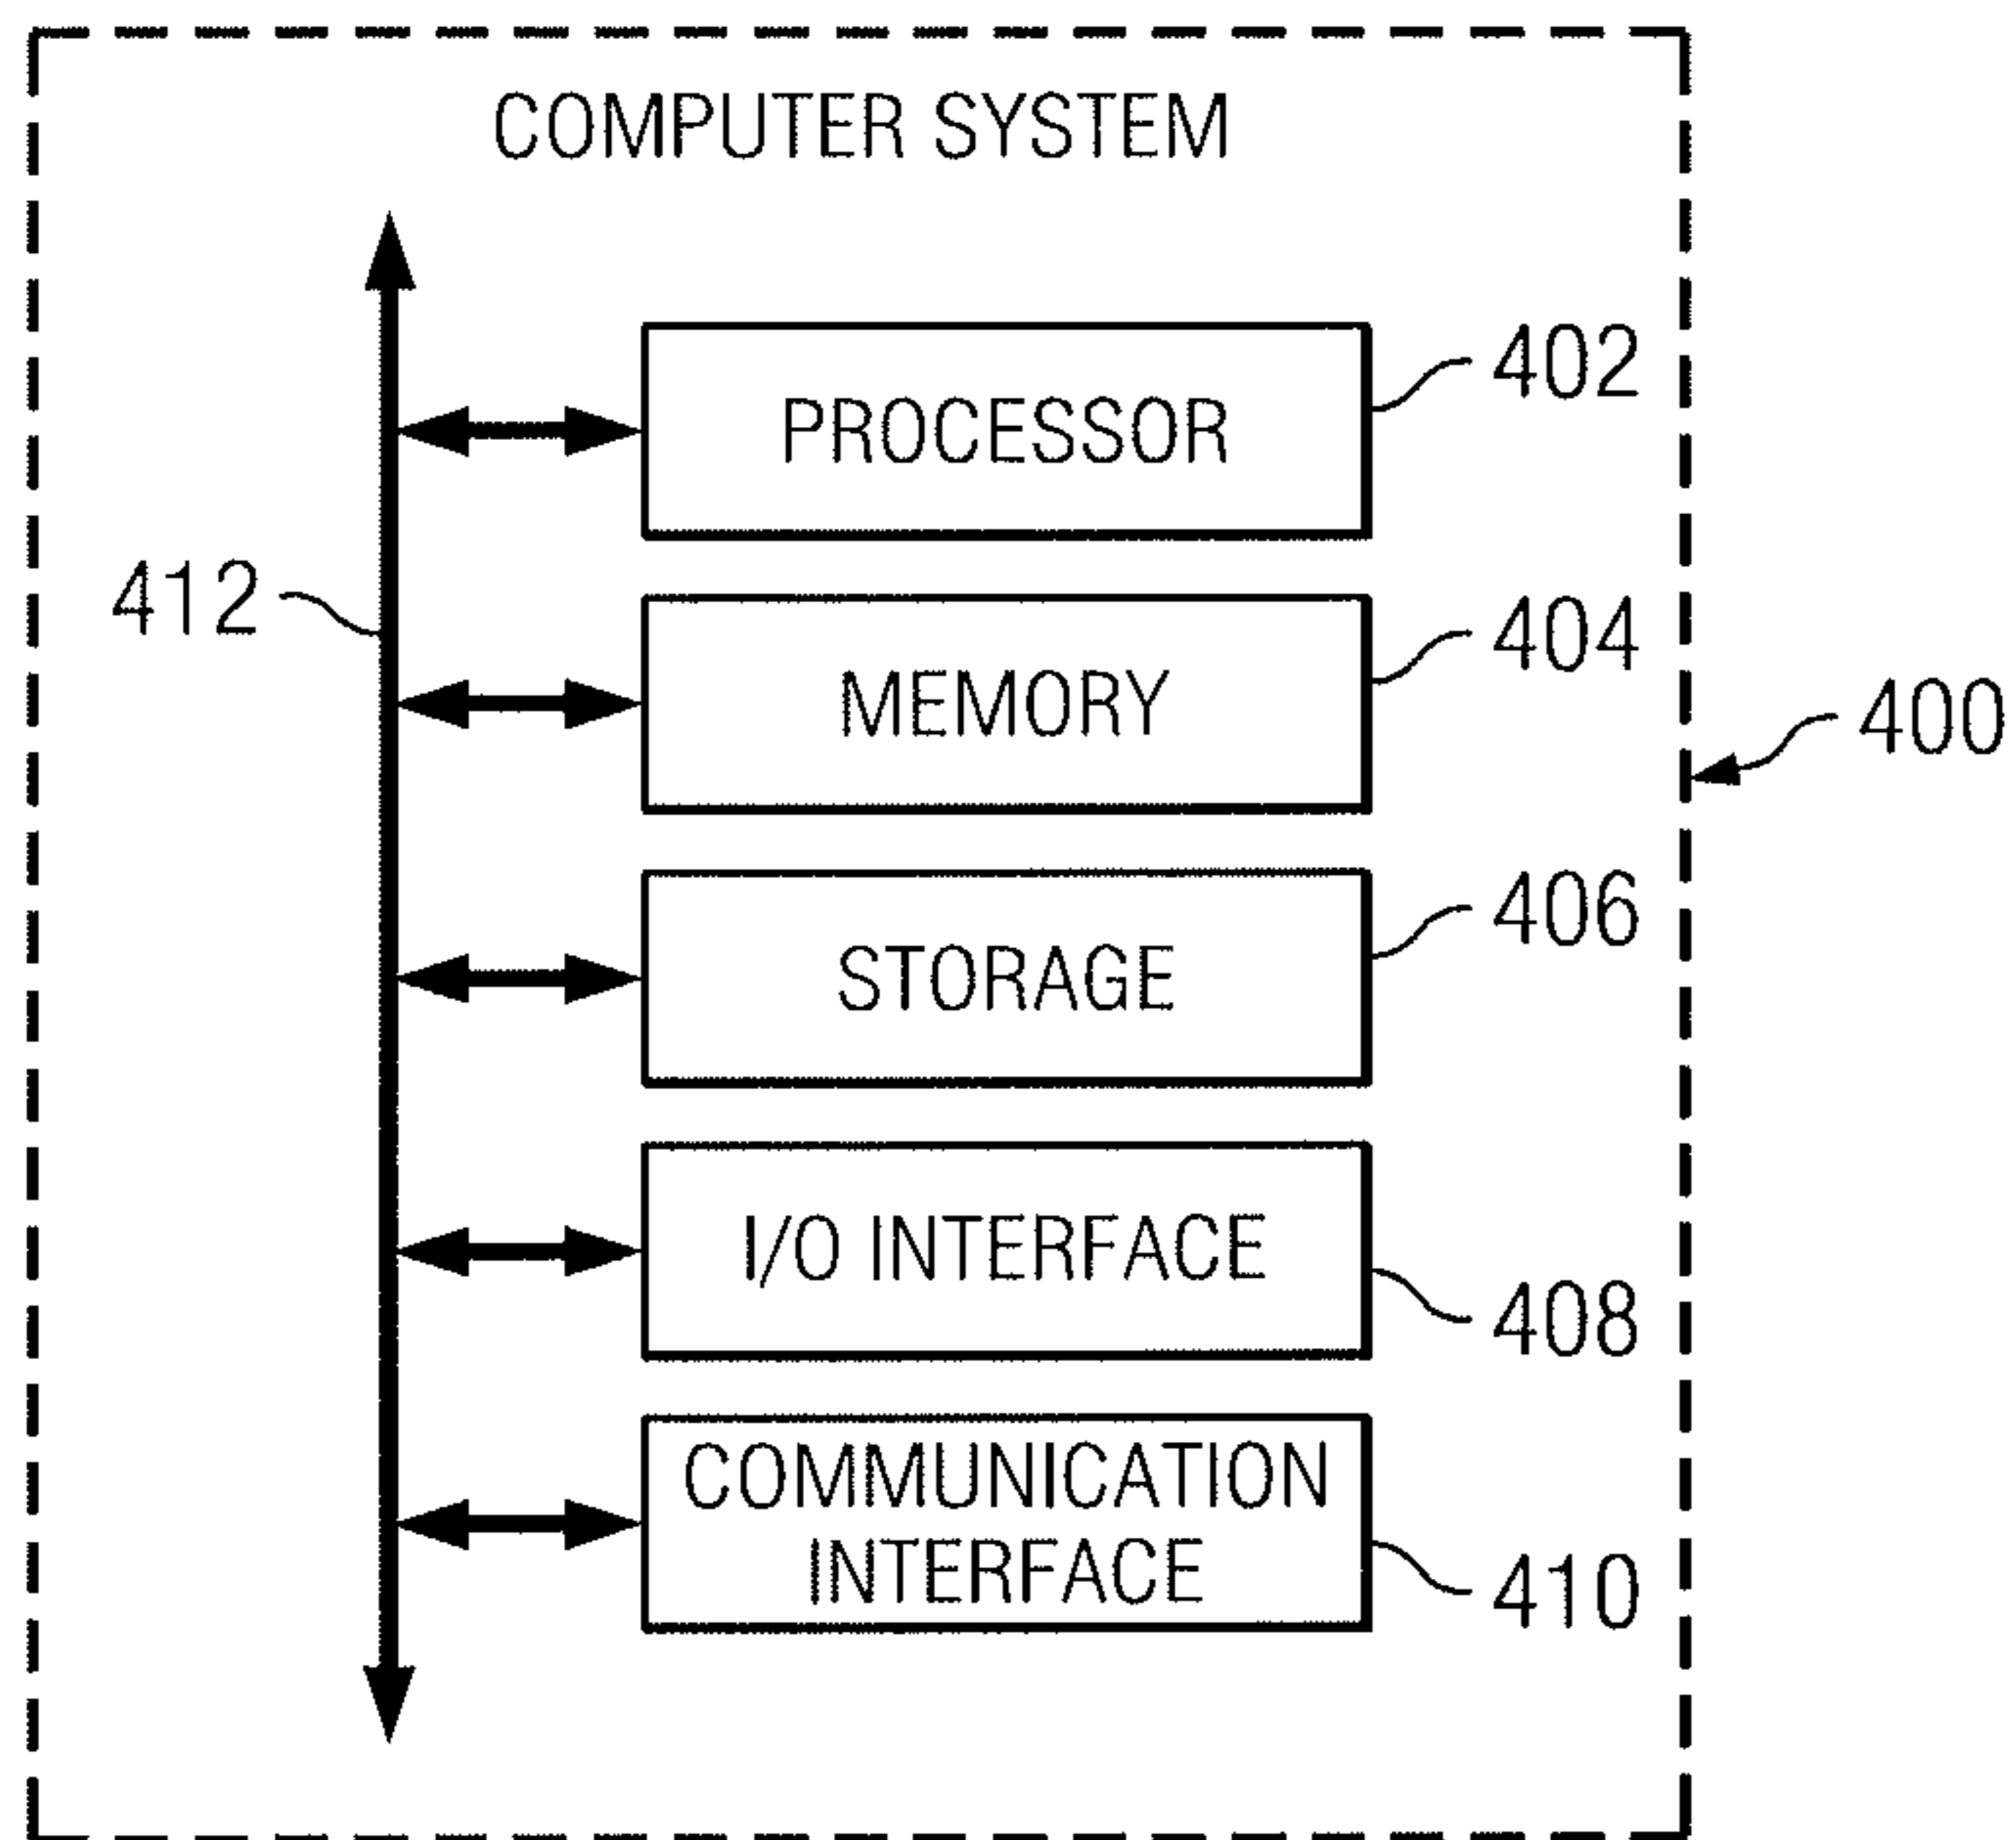 COMPUTER SYSTEM
PROCESSOR
402
412
MEMORY
404
400
STORAGE
406
I/O INTERFACE
408
COMMUNICATION
INTERFACE
410